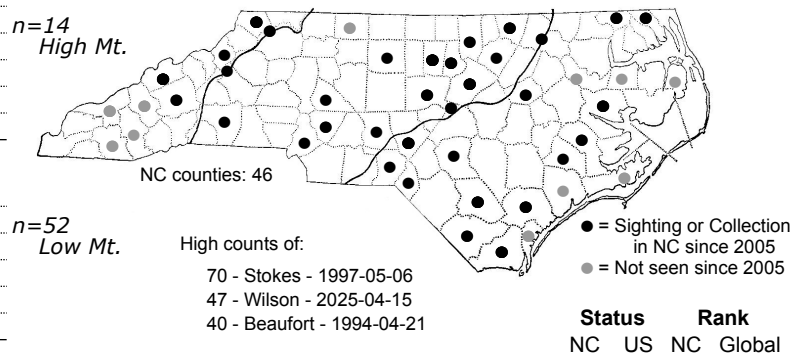 n=14
High Mt.
NC counties: 46
n=52
Low Mt.
High counts of:
70 - Stokes - 1997-05-06
47 - Wilson - 2025-04-15
40 - Beaufort - 1994-04-21
= Sighting or Collection
in NC since 2005
= Not seen since 2005
Status Rank
NC US NC Global